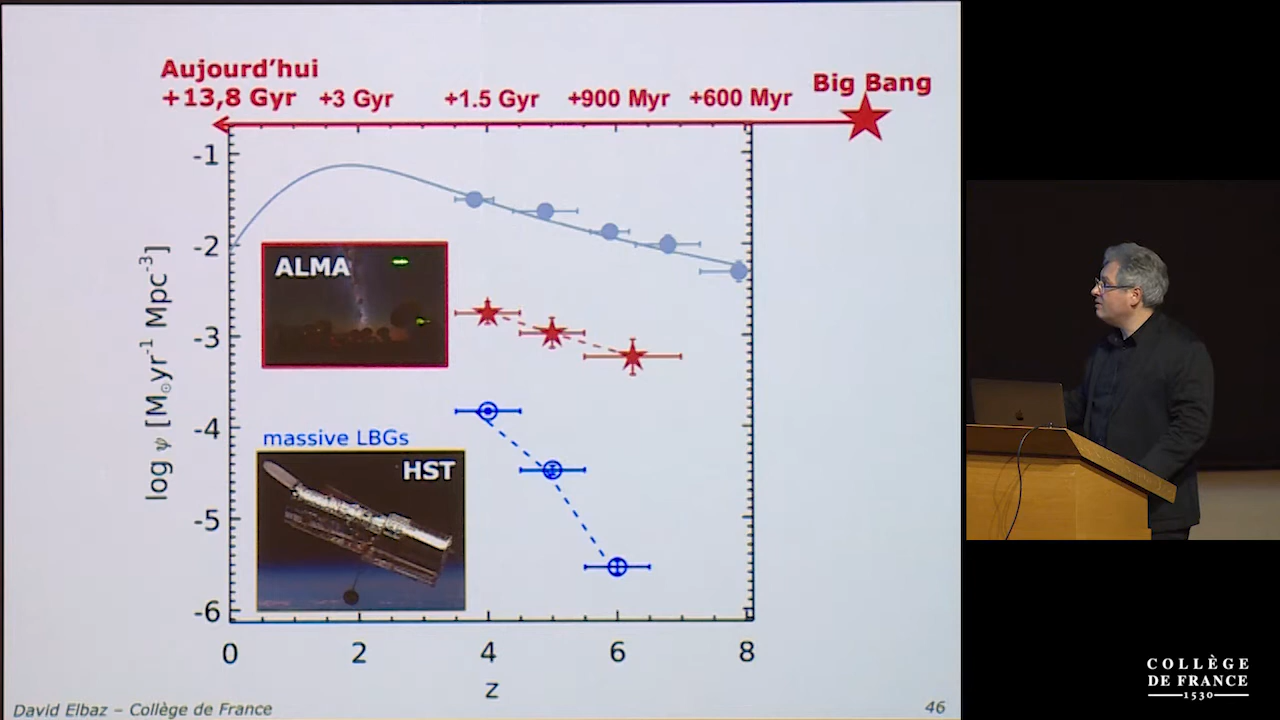 Aujourd’hui
+13,8 Gyr +3 Gyr +1.5 Gyr +900 Myr +600 Myr
Big Bang
-1
-2
-3
-4
-5
-6
log ψ [M⊙yr-1 Mpc-3]
ALMA
massive LBGs
HST
0 2 4 6 8
z
David Elbaz – Collège de France
46
COLLÈGE
DE FRANCE
1530